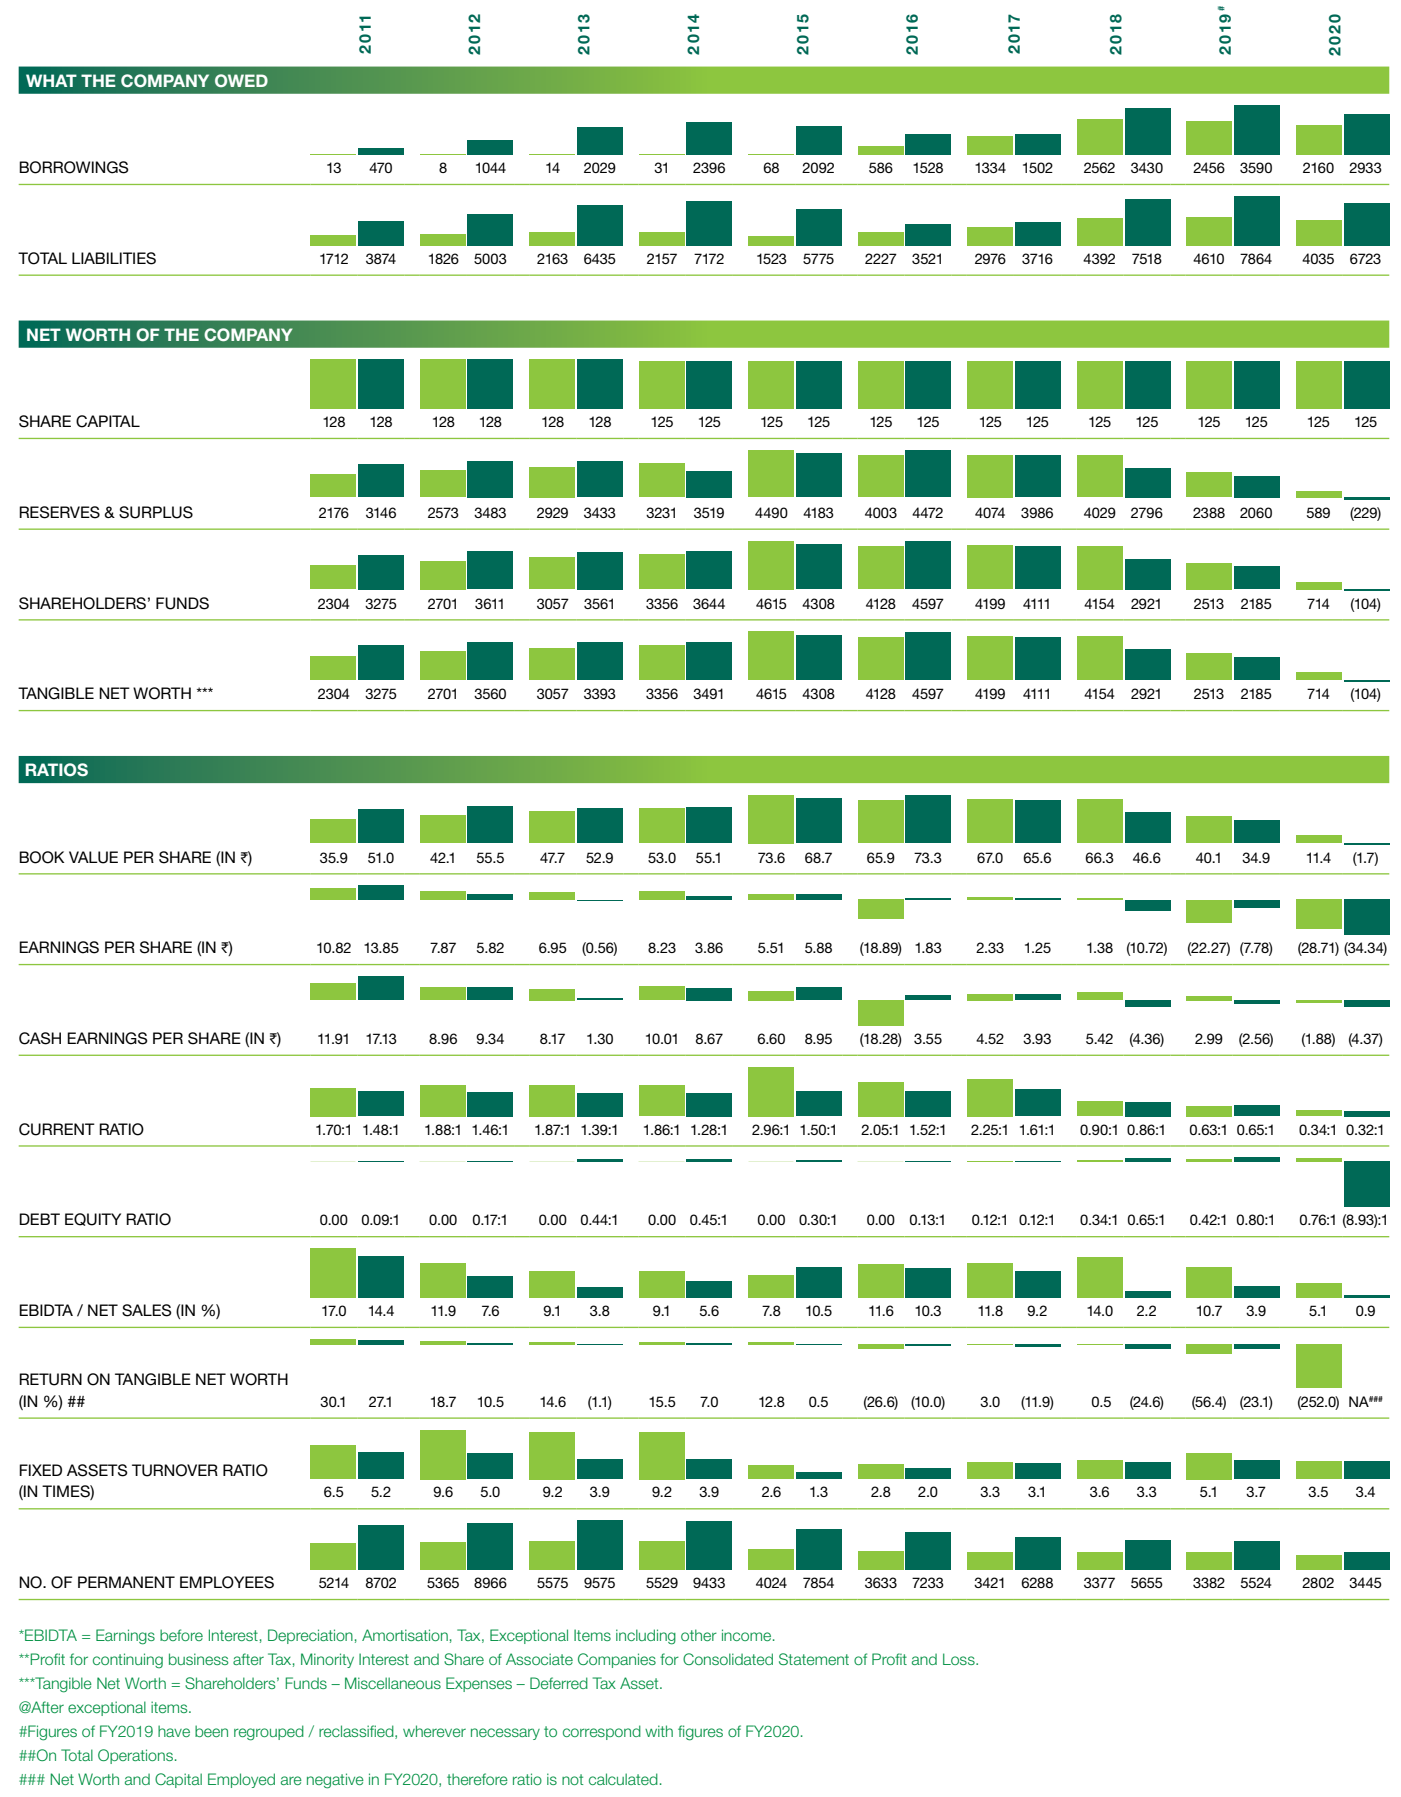 2011 2012 2013 2014 2015 2016 2017 2018 2019# 2020
WHAT THE COMPANY OWED
BORROWINGS 13 470 8 1044 14 2029 31 2396 68 2092 586 1528 1334 1502 2562 3430 2456 3590 2160 2933
TOTAL LIABILITIES 1712 3874 1826 5003 2163 6435 2157 7172 1523 5775 2227 3521 2976 3716 4392 7518 4610 7864 4035 6723
NET WORTH OF THE COMPANY
SHARE CAPITAL 128 128 128 128 128 128 125 125 125 125 125 125 125 125 125 125 125 125 125 125
RESERVES & SURPLUS 2176 3146 2573 3483 2929 3433 3231 3519 4490 4183 4003 4472 4074 3986 4029 2796 2388 2060 589 (229)
SHAREHOLDERS’ FUNDS 2304 3275 2701 3611 3057 3561 3356 3644 4615 4308 4128 4597 4199 4111 4154 2921 2513 2185 714 (104)
TANGIBLE NET WORTH *** 2304 3275 2701 3560 3057 3393 3356 3491 4615 4308 4128 4597 4199 4111 4154 2921 2513 2185 714 (104)
RATIOS
BOOK VALUE PER SHARE (IN ₹) 35.9 51.0 42.1 55.5 47.7 52.9 53.0 55.1 73.6 68.7 65.9 73.3 67.0 65.6 66.3 46.6 40.1 34.9 11.4 (1.7)
EARNINGS PER SHARE (IN ₹) 10.82 13.85 7.87 5.82 6.95 (0.56) 8.23 3.86 5.51 5.88 (18.89) 1.83 2.33 1.25 1.38 (10.72) (22.27) (7.78) (28.71) (34.34)
CASH EARNINGS PER SHARE (IN ₹) 11.91 17.13 8.96 9.34 8.17 1.30 10.01 8.67 6.60 8.95 (18.28) 3.55 4.52 3.93 5.42 (4.36) 2.99 (2.56) (1.88) (4.37)
CURRENT RATIO 1.70:1 1.48:1 1.88:1 1.46:1 1.87:1 1.39:1 1.86:1 1.28:1 2.96:1 1.50:1 2.05:1 1.52:1 2.25:1 1.61:1 0.90:1 0.86:1 0.63:1 0.65:1 0.34:1 0.32:1
DEBT EQUITY RATIO 0.00 0.09:1 0.00 0.17:1 0.00 0.44:1 0.00 0.45:1 0.00 0.30:1 0.00 0.13:1 0.12:1 0.12:1 0.34:1 0.65:1 0.42:1 0.80:1 0.76:1 (8.93):1
EBIDTA / NET SALES (IN %) 17.0 14.4 11.9 7.6 9.1 3.8 9.1 5.6 7.8 10.5 11.6 10.3 11.8 9.2 14.0 2.2 10.7 3.9 5.1 0.9
RETURN ON TANGIBLE NET WORTH
(IN %) ## 30.1 27.1 18.7 10.5 14.6 (1.1) 15.5 7.0 12.8 0.5 (26.6) (10.0) 3.0 (11.9) 0.5 (24.6) (56.4) (23.1) (252.0) NA###
FIXED ASSETS TURNOVER RATIO
(IN TIMES) 6.5 5.2 9.6 5.0 9.2 3.9 9.2 3.9 2.6 1.3 2.8 2.0 3.3 3.1 3.6 3.3 5.1 3.7 3.5 3.4
NO. OF PERMANENT EMPLOYEES 5214 8702 5365 8966 5575 9575 5529 9433 4024 7854 3633 7233 3421 6288 3377 5655 3382 5524 2802 3445
*EBIDTA = Earnings before Interest, Depreciation, Amortisation, Tax, Exceptional Items including other income.
**Profit for continuing business after Tax, Minority Interest and Share of Associate Companies for Consolidated Statement of Profit and Loss.
***Tangible Net Worth = Shareholders’ Funds – Miscellaneous Expenses – Deferred Tax Asset.
@After exceptional items.
#Figures of FY2019 have been regrouped / reclassified, wherever necessary to correspond with figures of FY2020.
##On Total Operations.
### Net Worth and Capital Employed are negative in FY2020, therefore ratio is not calculated.